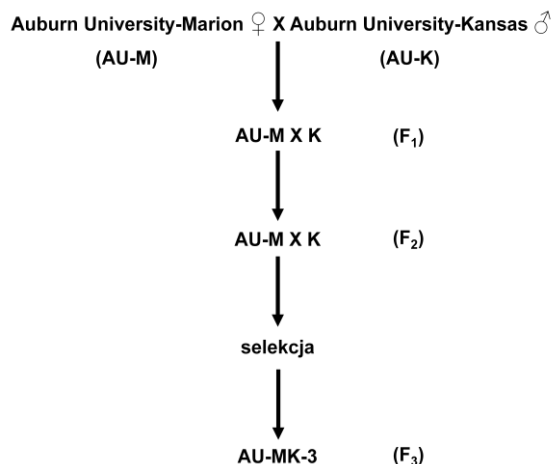 Auburn University-Marion ♀ X Auburn University-Kansas ♂
(AU-M) (AU-K)
AU-M X K (F₁)
AU-M X K (F₂)
selekcja
AU-MK-3 (F₃)